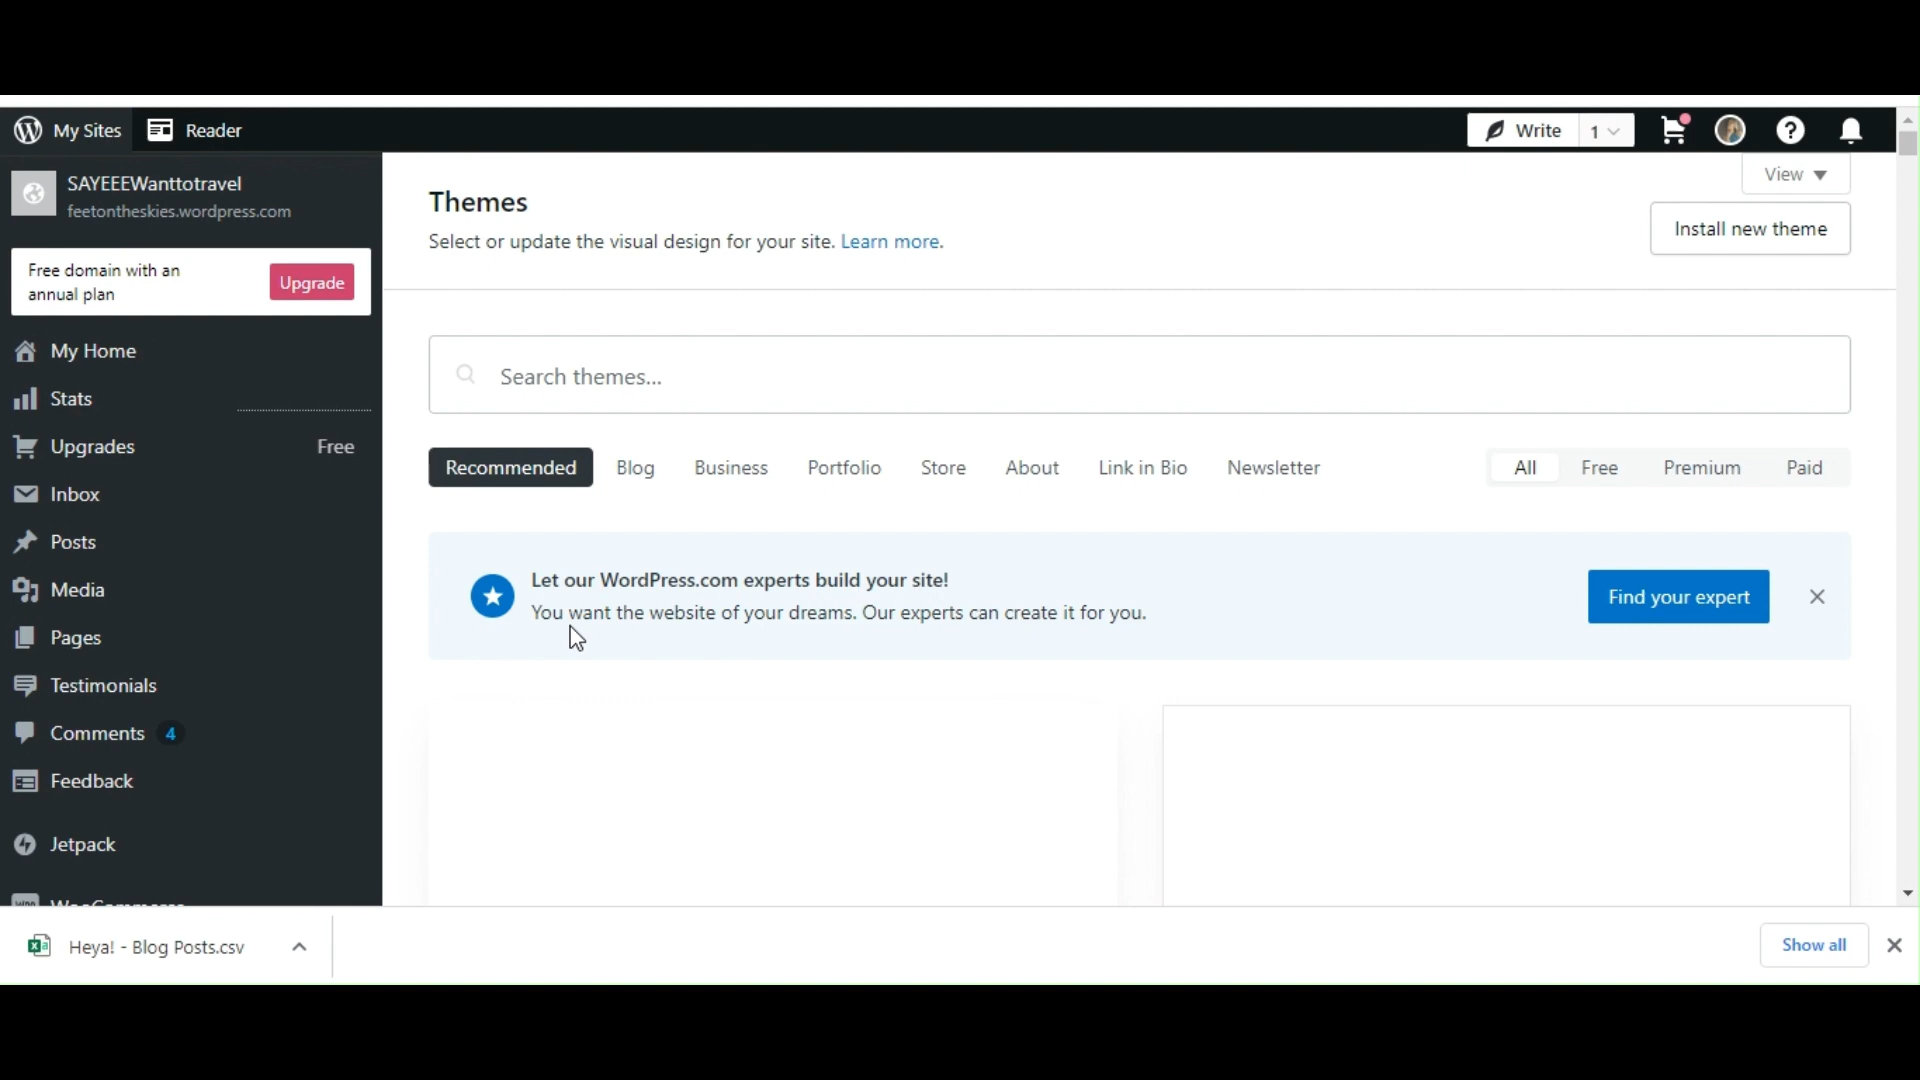 My Sites
Reader
Write
1
SAYEEEWanttotravel
feetontheskies.wordpress.com
Free domain with an
annual plan
Upgrade
My Home
Stats
Upgrades
Free
Inbox
Posts
Media
Pages
Testimonials
Comments 4
Feedback
Jetpack
View
Themes
Select or update the visual design for your site. Learn more.
Install new theme
Search themes...
Recommended
Blog
Business
Portfolio
Store
About
Link in Bio
Newsletter
All
Free
Premium
Paid
Let our WordPress.com experts build your site!
You want the website of your dreams. Our experts can create it for you.
Find your expert
Heya! - Blog Posts.csv
Show all